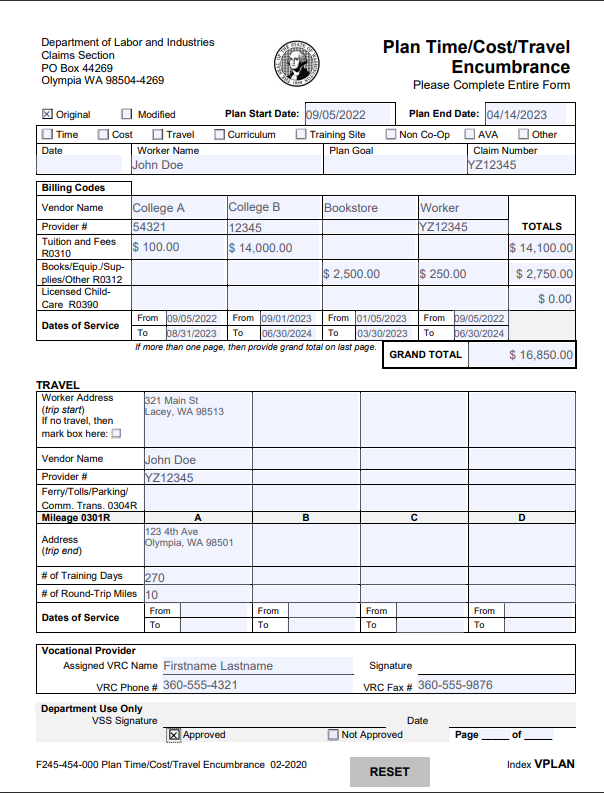 Department of Labor and Industries
Claims Section
PO Box 44269
Olympia WA 98504-4269
Plan Time/Cost/Travel
Encumbrance
Please Complete Entire Form
Original Modified Plan Start Date: 09/05/2022 Plan End Date: 04/14/2023
Time Cost Travel Curriculum Training Site Non Co-Op AVA Other
Date Worker Name Plan Goal Claim Number
John Doe YZ12345
Billing Codes
Vendor Name College A College B Bookstore Worker
Provider # 54321 12345 YZ12345 TOTALS
Tuition and Fees
R0310 $ 100.00 $ 14,000.00 $ 14,100.00
Books/Equip./Sup-
plies/Other R0312 $ 2,500.00 $ 250.00 $ 2,750.00
Licensed Child-
Care R0390 $ 0.00
Dates of Service
From 09/05/2022 From 09/01/2023 From 01/05/2023 From 09/05/2022
To 08/31/2023 To 06/30/2024 To 03/30/2023 To 06/30/2024
If more than one page, then provide grand total on last page.
GRAND TOTAL $ 16,850.00
TRAVEL
Worker Address
(trip start)
If no travel, then
mark box here:
321 Main St
Lacey, WA 98513
Vendor Name John Doe
Provider # YZ12345
Ferry/Tolls/Parking/
Comm. Trans. 0304R
Mileage 0301R A B C D
Address
(trip end)
123 4th Ave
Olympia, WA 98501
# of Training Days 270
# of Round-Trip Miles 10
Dates of Service
From From From From
To To To To
Vocational Provider
Assigned VRC Name Firstname Lastname Signature
VRC Phone # 360-555-4321 VRC Fax # 360-555-9876
Department Use Only
VSS Signature Date
Approved Not Approved Page _____ of _____
F245-454-000 Plan Time/Cost/Travel Encumbrance 02-2020 RESET Index VPLAN